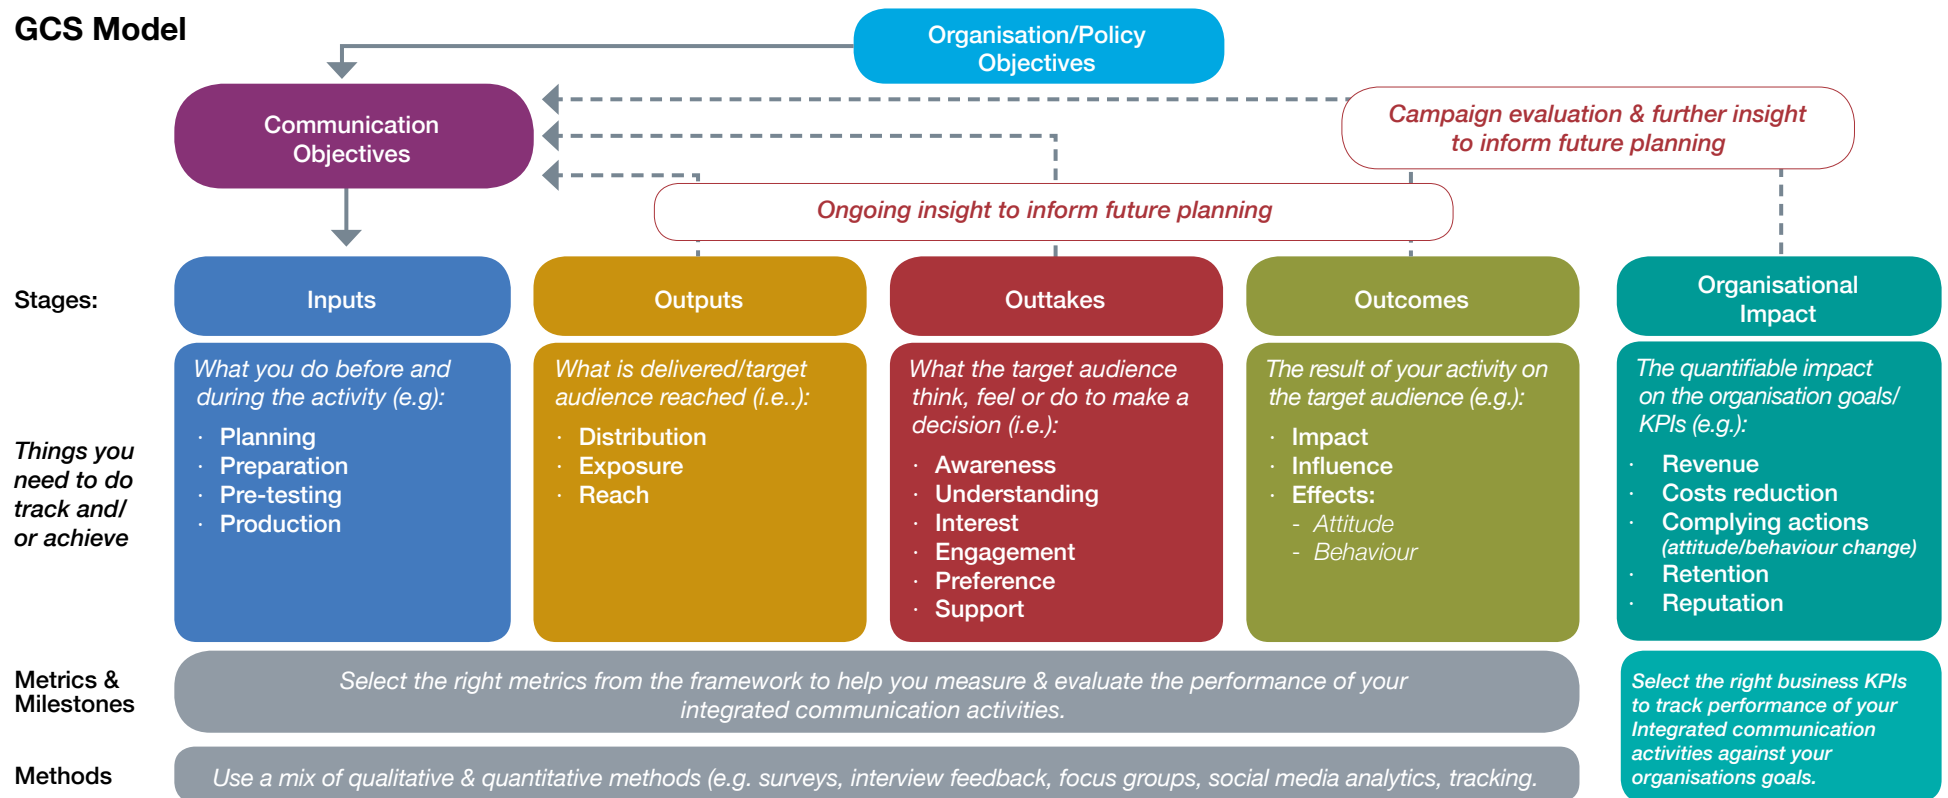 GCS Model
Organisation/Policy
Objectives
Communication
Objectives
Campaign evaluation & further insight
to inform future planning
Ongoing insight to inform future planning
Stages:
Inputs
Outputs
Outtakes
Outcomes
Organisational
Impact
Things you
need to do
track and/
or achieve
What you do before and
during the activity (e.g):
· Planning
· Preparation
· Pre-testing
· Production
What is delivered/target
audience reached (i.e..):
· Distribution
· Exposure
· Reach
What the target audience
think, feel or do to make a
decision (i.e.):
· Awareness
· Understanding
· Interest
· Engagement
· Preference
· Support
The result of your activity on
the target audience (e.g.):
· Impact
· Influence
· Effects:
- Attitude
- Behaviour
The quantifiable impact
on the organisation goals/
KPIs (e.g.):
· Revenue
· Costs reduction
· Complying actions
(attitude/behaviour change)
· Retention
· Reputation
Metrics &
Milestones
Select the right metrics from the framework to help you measure & evaluate the performance of your
integrated communication activities.
Select the right business KPIs
to track performance of your
Integrated communication
activities against your
organisations goals.
Methods
Use a mix of qualitative & quantitative methods (e.g. surveys, interview feedback, focus groups, social media analytics, tracking.